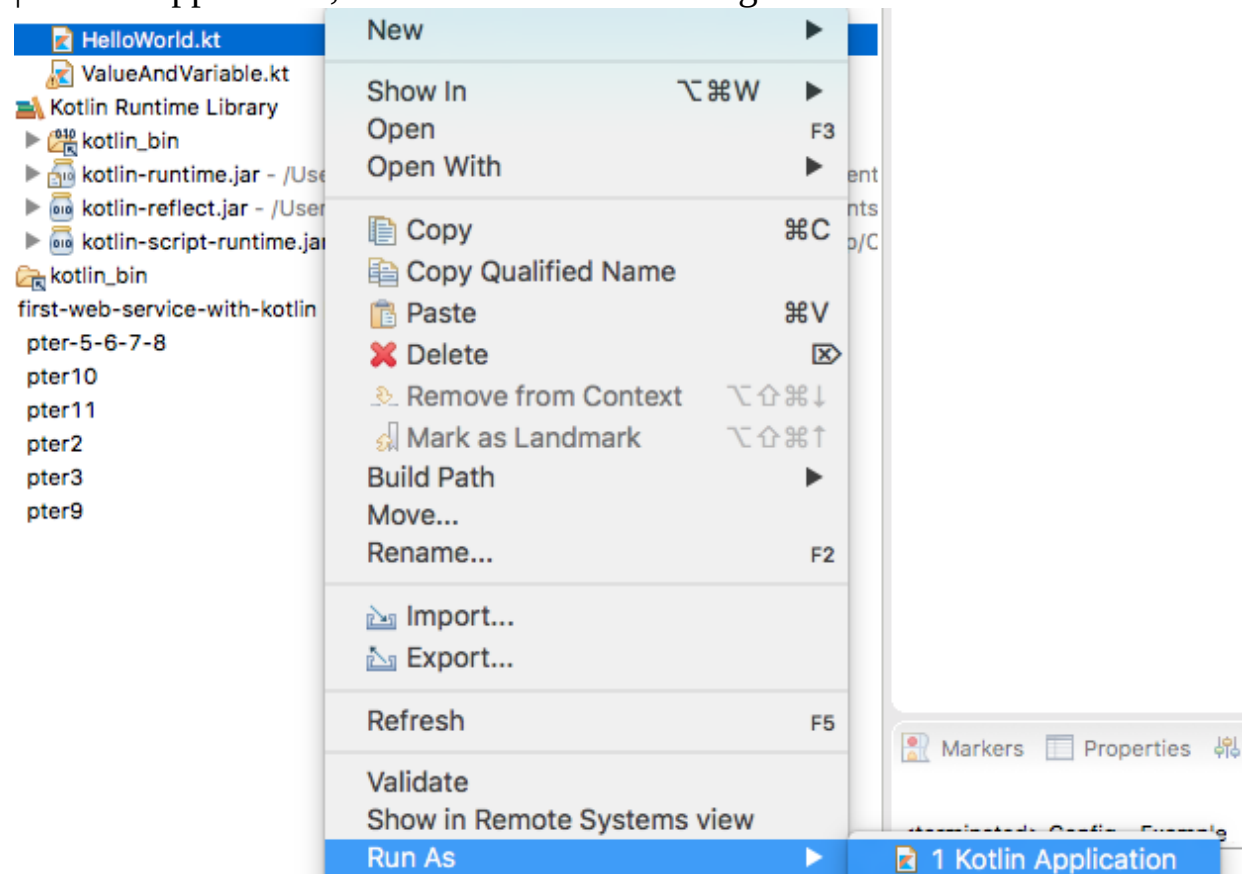 HelloWorld.kt
ValueAndVariable.kt
Kotlin Runtime Library
kotlin_bin
kotlin-runtime.jar - /Use
kotlin-reflect.jar - /User
kotlin-script-runtime.jar
kotlin_bin
first-web-service-with-kotlin
pter-5-6-7-8
pter10
pter11
pter2
pter3
pter9
New
Show In ⌥⌘W
Open F3
Open With
Copy ⌘C
Copy Qualified Name
Paste ⌘V
Delete ⌦
Remove from Context ⌥⇧⌘↓
Mark as Landmark ⌥⇧⌘↑
Build Path
Move...
Rename... F2
Import...
Export...
Refresh F5
Validate
Show in Remote Systems view
Run As
1 Kotlin Application
ent
nts
o/C
Markers Properties